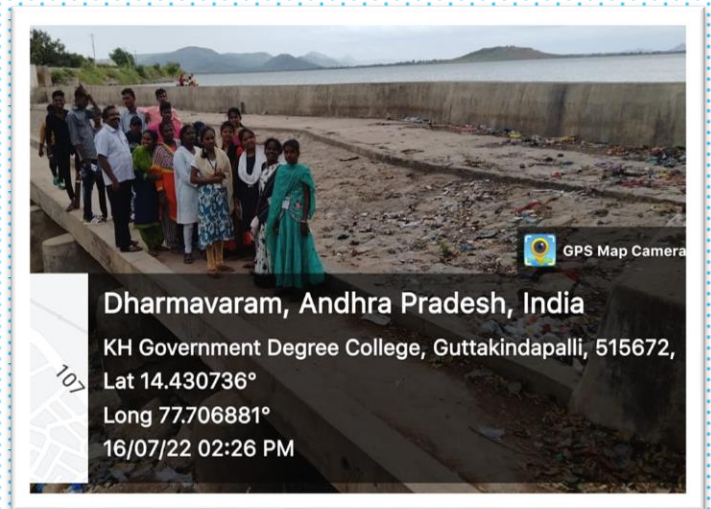 GPS Map Camera
Dharmavaram, Andhra Pradesh, India
KH Government Degree College, Guttakindapalli, 515672,
107
Lat 14.430736°
Long 77.706881°
16/07/22 02:26 PM